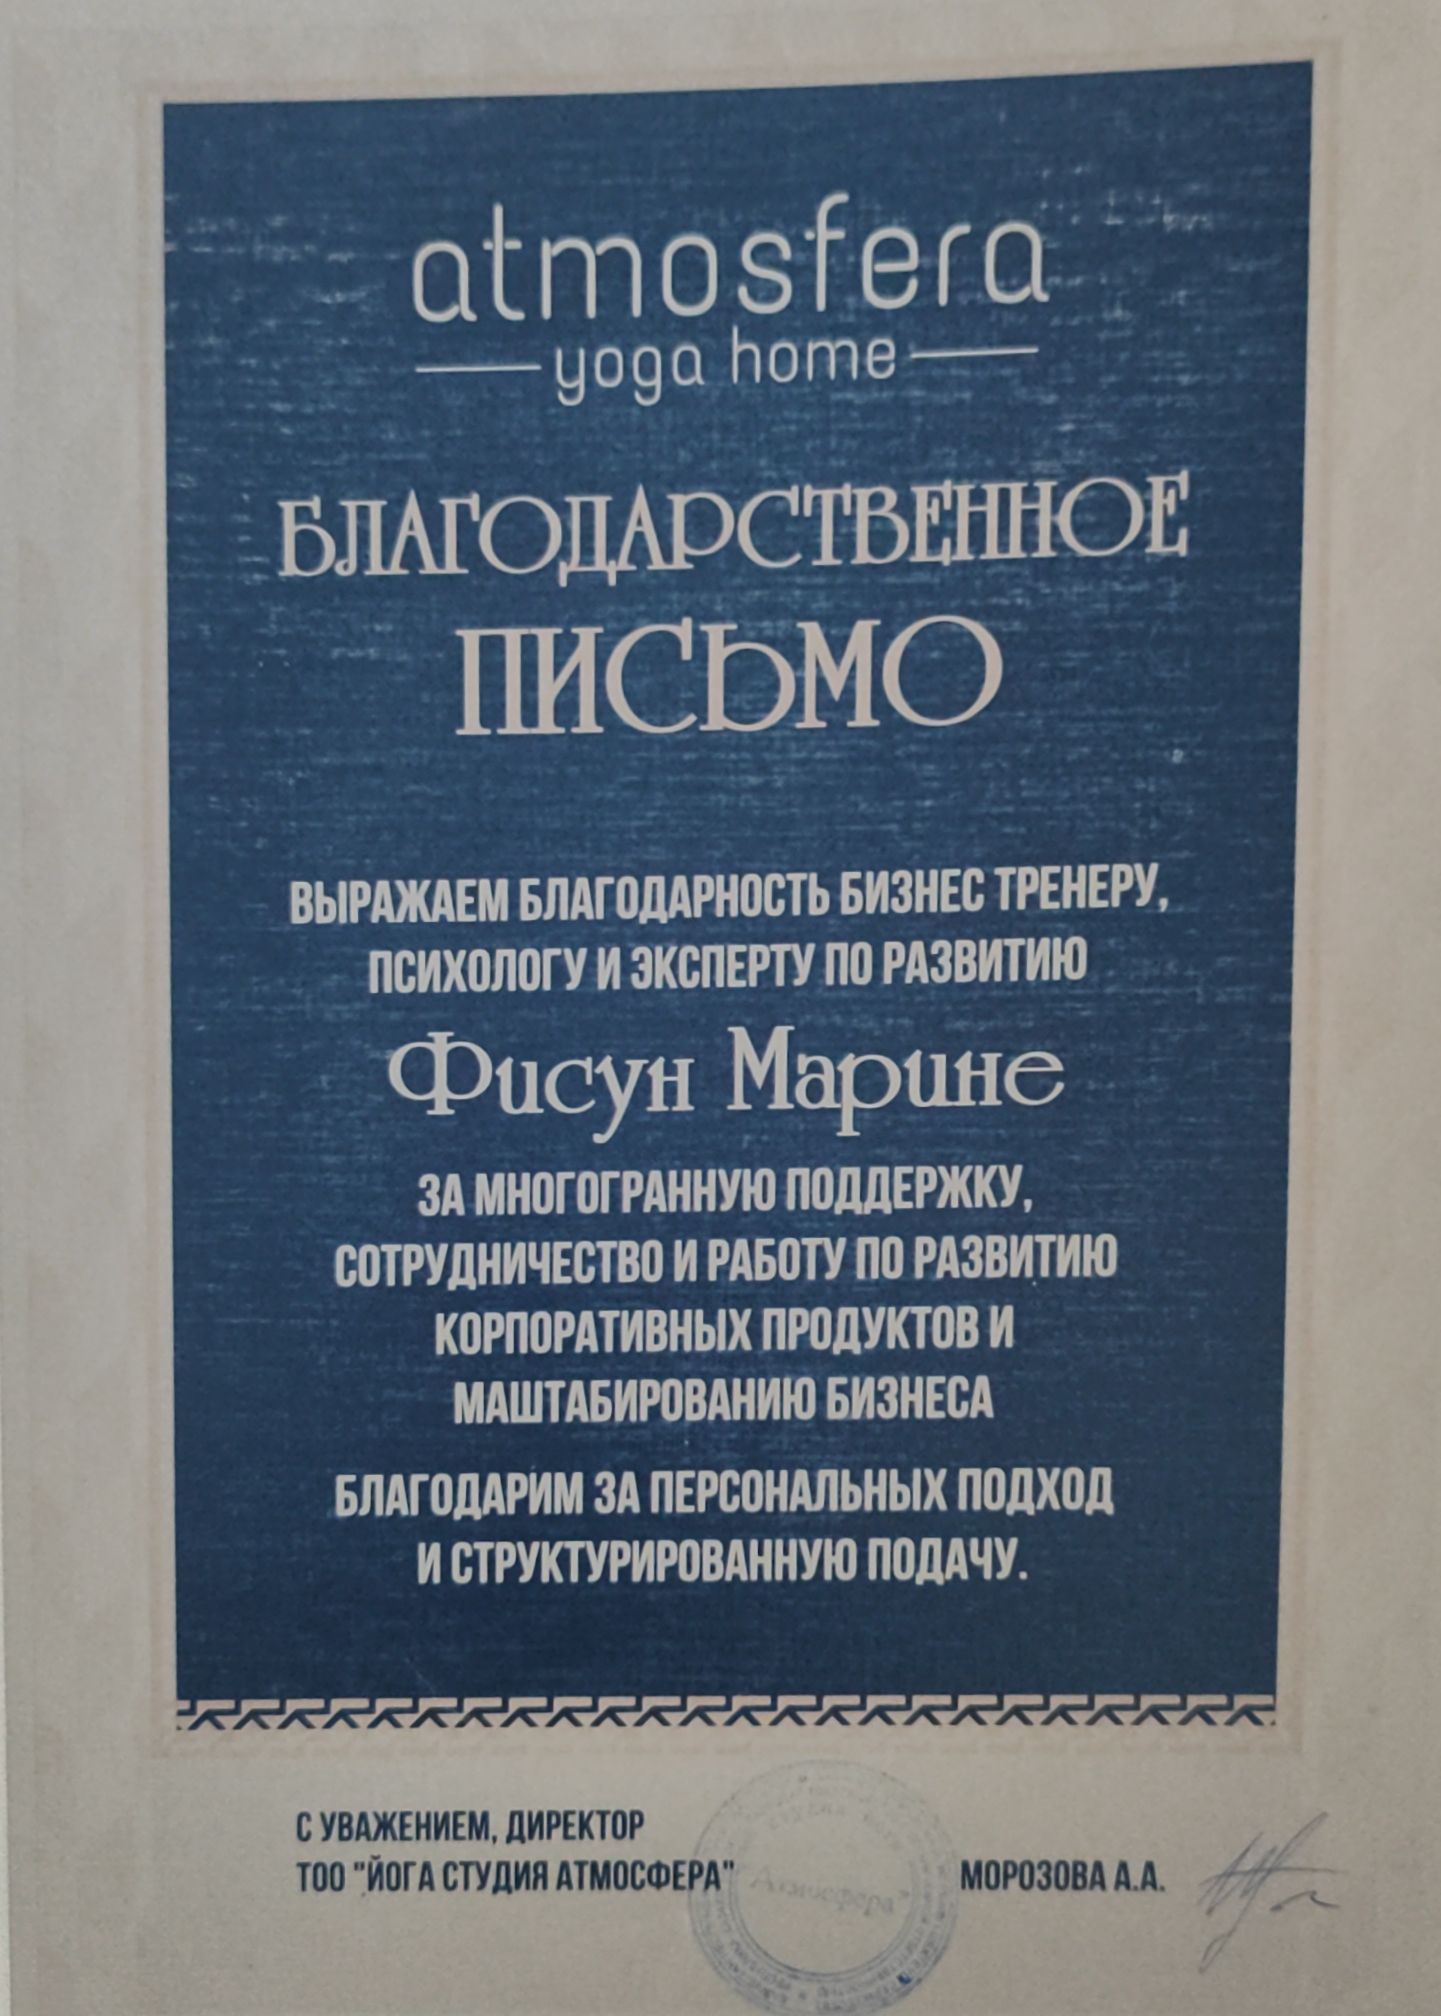 atmosfera
yoga home
БЛАГОДАРСТВЕННОЕ
ПИСЬМО
ВЫРАЖАЕМ БЛАГОДАРНОСТЬ БИЗНЕС ТРЕНЕРУ,
ПСИХОЛОГУ И ЭКСПЕРТУ ПО РАЗВИТИЮ
Фисун Марине
ЗА МНОГОГРАННУЮ ПОДДЕРЖКУ,
СОТРУДНИЧЕСТВО И РАБОТУ ПО РАЗВИТИЮ
КОРПОРАТИВНЫХ ПРОДУКТОВ И
МАШТАБИРОВАНИЮ БИЗНЕСА
БЛАГОДАРИМ ЗА ПЕРСОНАЛЬНЫХ ПОДХОД
И СТРУКТУРИРОВАННУЮ ПОДАЧУ.
С УВАЖЕНИЕМ, ДИРЕКТОР
ТОО "ЙОГА СТУДИЯ АТМОСФЕРА"
МОРОЗОВА А.А.
"Атмосфера"